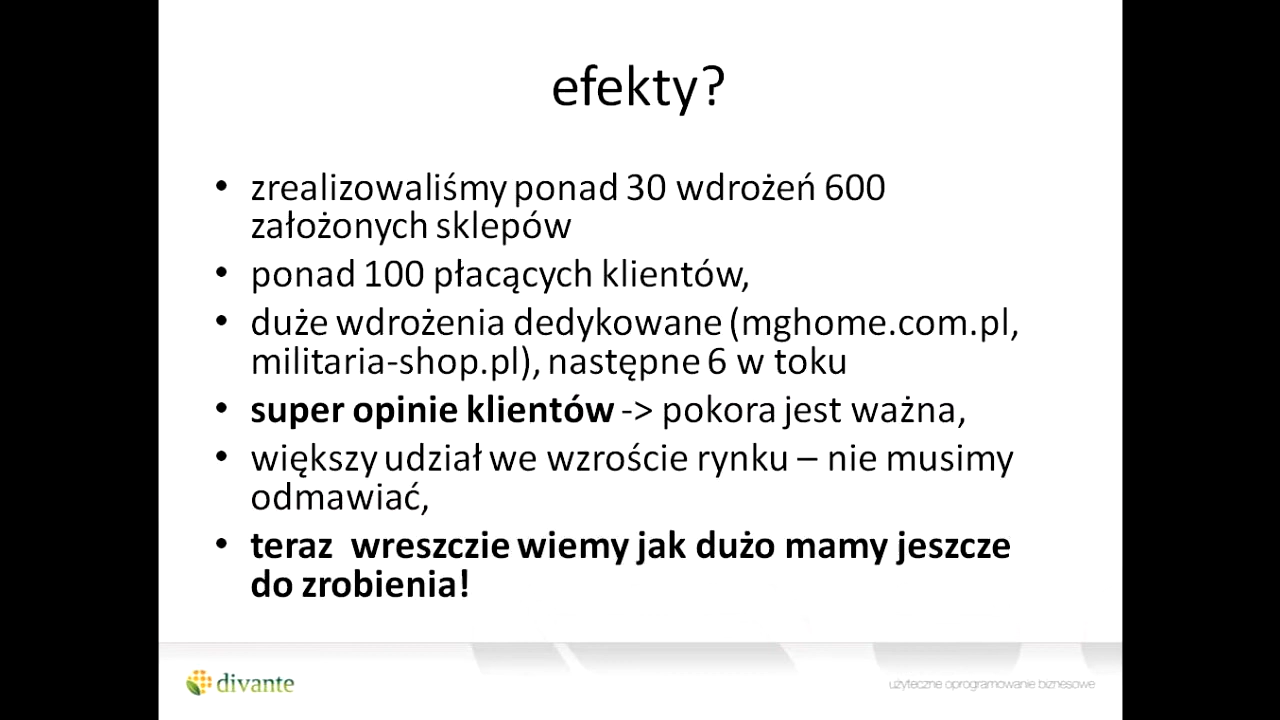 efekty?
• zrealizowaliśmy ponad 30 wdrożeń 600
założonych sklepów
• ponad 100 płacących klientów,
• duże wdrożenia dedykowane (mghome.com.pl,
militaria-shop.pl), następne 6 w toku
• super opinie klientów -> pokora jest ważna,
• większy udział we wzroście rynku – nie musimy
odmawiać,
• teraz  wreszczie wiemy jak dużo mamy jeszcze
do zrobienia!
divante
użyteczne oprogramowanie biznesowe